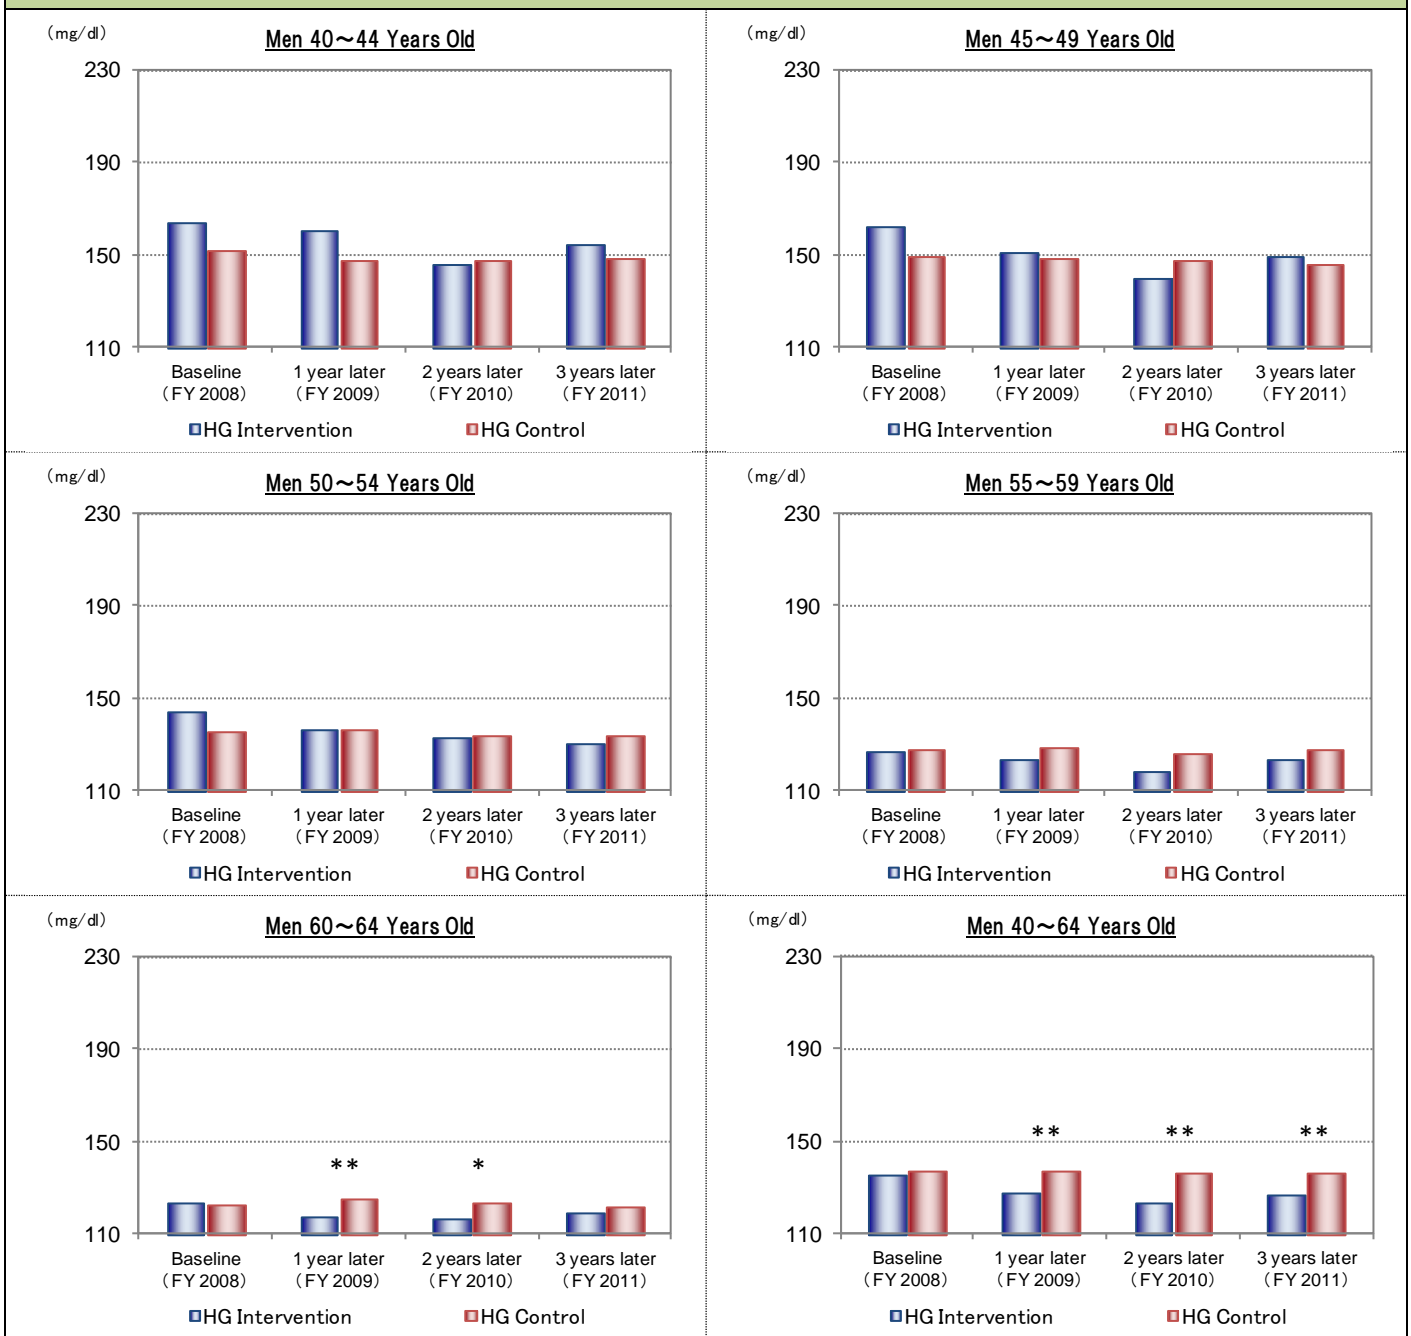 （mg/dl）
Men 40～44 Years Old
230
190
150
110
Baseline 1 year later 2 years later 3 years later
（FY 2008） （FY 2009） （FY 2010） （FY 2011）
HG Intervention HG Control
（mg/dl）
Men 45～49 Years Old
230
190
150
110
Baseline 1 year later 2 years later 3 years later
（FY 2008） （FY 2009） （FY 2010） （FY 2011）
HG Intervention HG Control
（mg/dl）
Men 50～54 Years Old
230
190
150
110
Baseline 1 year later 2 years later 3 years later
（FY 2008） （FY 2009） （FY 2010） （FY 2011）
HG Intervention HG Control
（mg/dl）
Men 55～59 Years Old
230
190
150
110
Baseline 1 year later 2 years later 3 years later
（FY 2008） （FY 2009） （FY 2010） （FY 2011）
HG Intervention HG Control
（mg/dl）
Men 60～64 Years Old
230
190
150
** *
110
Baseline 1 year later 2 years later 3 years later
（FY 2008） （FY 2009） （FY 2010） （FY 2011）
HG Intervention HG Control
（mg/dl）
Men 40～64 Years Old
230
190
150
** ** **
110
Baseline 1 year later 2 years later 3 years later
（FY 2008） （FY 2009） （FY 2010） （FY 2011）
HG Intervention HG Control